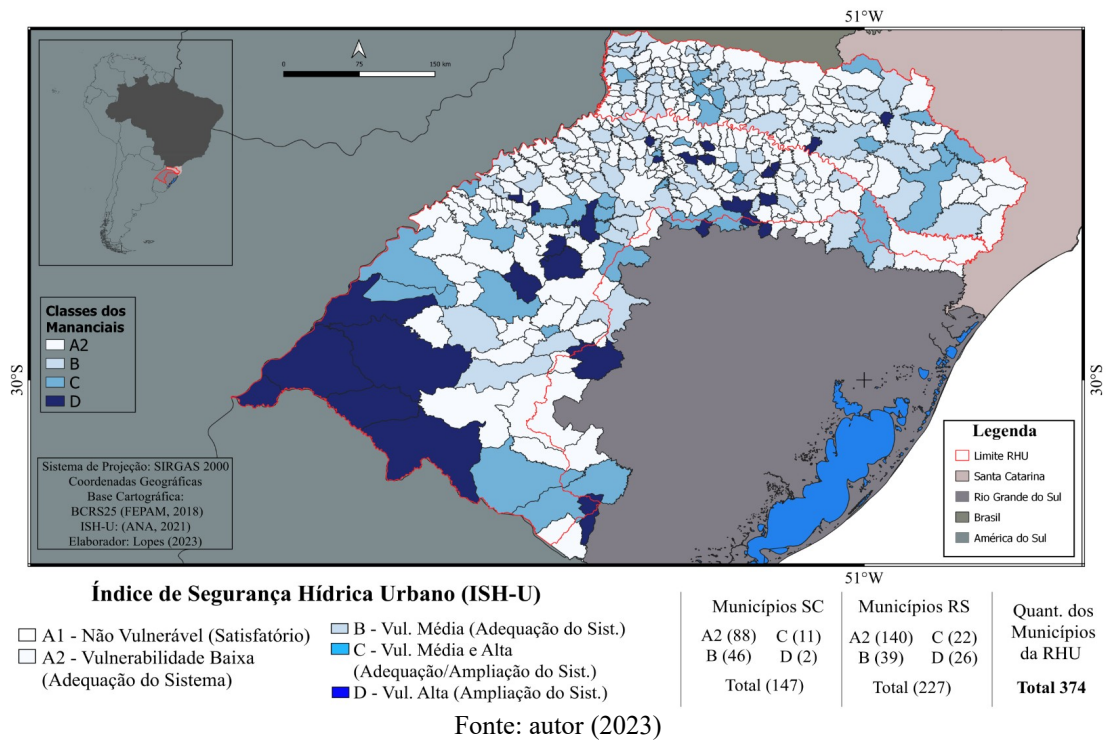 51°W
0 75 150 km
Classes dos
Mananciais
A2
B
C
D
30°S
30°S
Sistema de Projeção: SIRGAS 2000
Coordenadas Geográficas
Base Cartográfica:
BCRS25 (FEPAM, 2018)
ISH-U: (ANA, 2021)
Elaborador: Lopes (2023)
Legenda
Limite RHU
Santa Catarina
Rio Grande do Sul
Brasil
América do Sul
51°W
Índice de Segurança Hídrica Urbano (ISH-U)
A1 - Não Vulnerável (Satisfatório)
A2 - Vulnerabilidade Baixa
(Adequação do Sistema)
B - Vul. Média (Adequação do Sist.)
C - Vul. Média e Alta
(Adequação/Ampliação do Sist.)
D - Vul. Alta (Ampliação do Sist.)
Municípios SC
A2 (88) C (11)
B (46) D (2)
Total (147)
Municípios RS
A2 (140) C (22)
B (39) D (26)
Total (227)
Quant. dos
Municípios
da RHU
Total 374
Fonte: autor (2023)